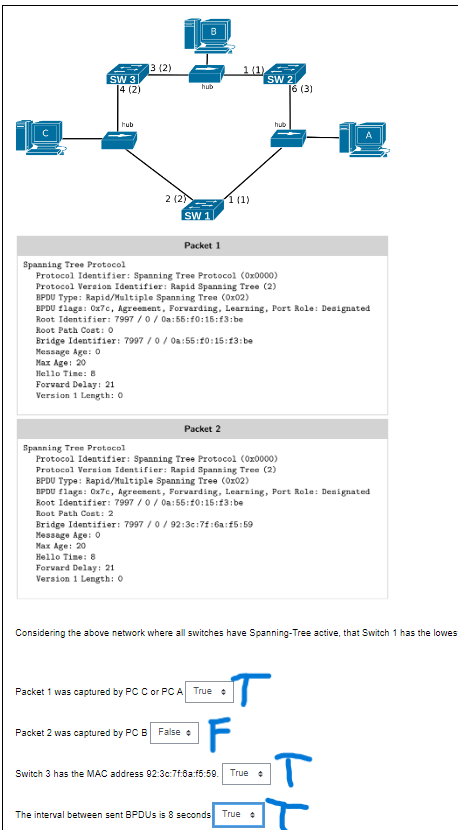 B
3 (2)
1 (1)
SW 3
hub
SW 2
4 (2)
6 (3)
hub
hub
C
A
2 (2)
1 (1)
SW 1
Packet 1
Spanning Tree Protocol
Protocol Identifier: Spanning Tree Protocol (0x0000)
Protocol Version Identifier: Rapid Spanning Tree (2)
BPDU Type: Rapid/Multiple Spanning Tree (0x02)
BPDU flags: 0x7c, Agreement, Forwarding, Learning, Port Role: Designated
Root Identifier: 7997 / 0 / 0a:55:f0:15:f3:be
Root Path Cost: 0
Bridge Identifier: 7997 / 0 / 0a:55:f0:15:f3:be
Message Age: 0
Max Age: 20
Hello Time: 8
Forward Delay: 21
Version 1 Length: 0
Packet 2
Spanning Tree Protocol
Protocol Identifier: Spanning Tree Protocol (0x0000)
Protocol Version Identifier: Rapid Spanning Tree (2)
BPDU Type: Rapid/Multiple Spanning Tree (0x02)
BPDU flags: 0x7c, Agreement, Forwarding, Learning, Port Role: Designated
Root Identifier: 7997 / 0 / 0a:55:f0:15:f3:be
Root Path Cost: 2
Bridge Identifier: 7997 / 0 / 92:3c:7f:6a:f5:59
Message Age: 0
Max Age: 20
Hello Time: 8
Forward Delay: 21
Version 1 Length: 0
Considering the above network where all switches have Spanning-Tree active, that Switch 1 has the lowes
Packet 1 was captured by PC C or PC A True T
Packet 2 was captured by PC B False F
Switch 3 has the MAC address 92:3c:7f:6a:f5:59. True T
The interval between sent BPDUs is 8 seconds True T